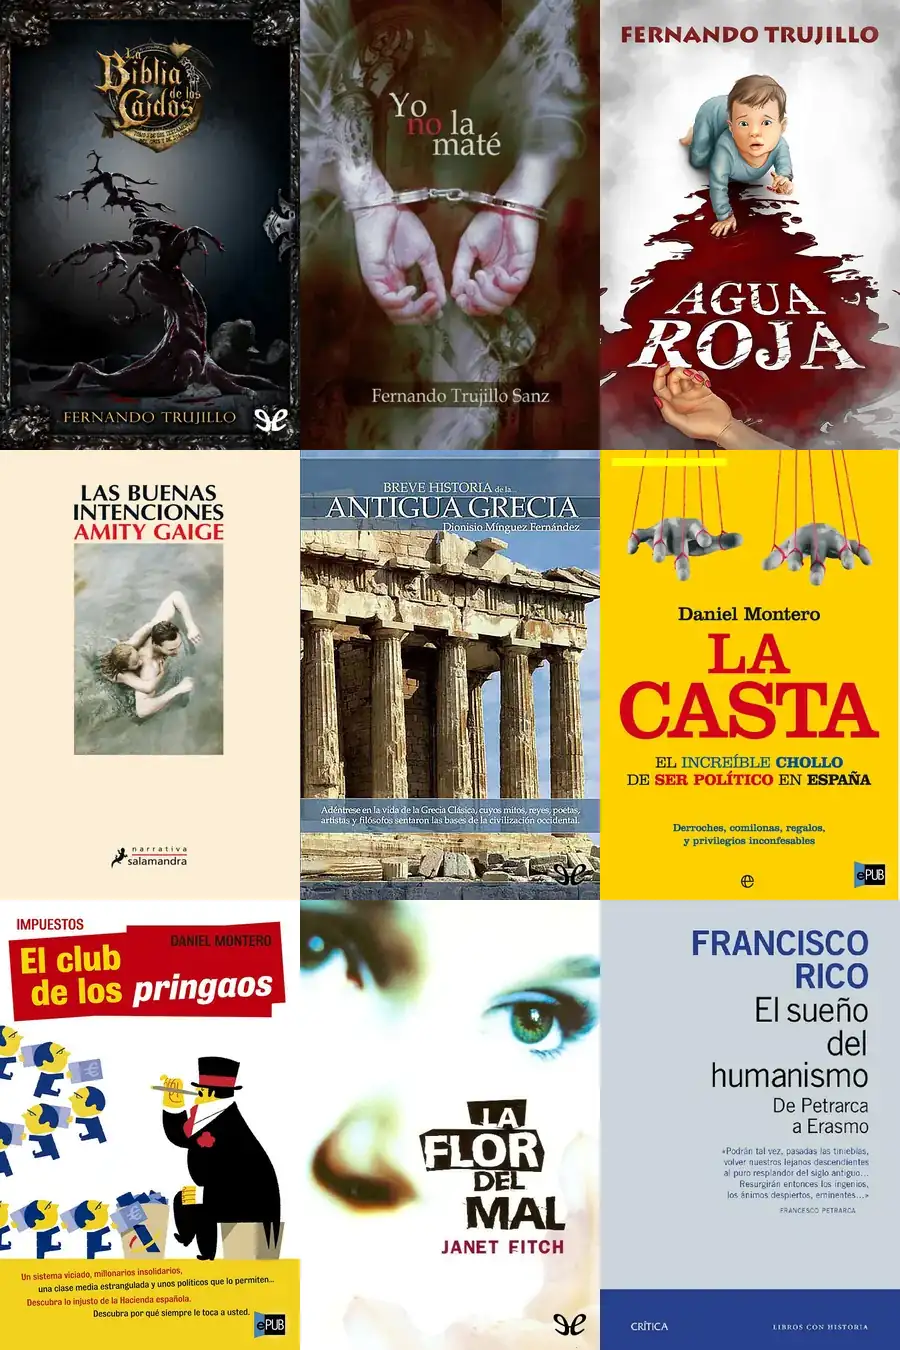 La
Biblia
de los
Caídos
FERNANDO TRUJILLO
Yo
no la
maté
Fernando Trujillo Sanz
FERNANDO TRUJILLO
AGUA
ROJA
LAS BUENAS
INTENCIONES
AMITY GAIGE
narrativa
salamandra
BREVE HISTORIA de la...
ANTIGUA GRECIA
Dionisio Mínguez Fernández
Adéntrese en la vida de la Grecia Clásica, cuyos mitos, reyes, poetas,
artistas y filósofos sentaron las bases de la civilización occidental.
Daniel Montero
LA
CASTA
EL INCREÍBLE CHOLLO
DE SER POLÍTICO EN ESPAÑA
Derroches, comilonas, regalos,
y privilegios inconfesables
e
ePUB
IMPUESTOS
DANIEL MONTERO
El club
de los pringaos
Un sistema viciado, millonarios insolidarios,
una clase media estrangulada y unos políticos que lo permiten...
Descubra lo injusto de la Hacienda española.
Descubra por qué siempre le toca a usted.
ePUB
LA
FLOR
DEL
MAL
JANET FITCH
FRANCISCO
RICO
El sueño
del
humanismo
De Petrarca
a Erasmo
«Podrán tal vez, pasadas las tinieblas,
volver nuestros lejanos descendientes
al puro resplandor del siglo antiguo...
Resurgirán entonces los ingenios,
los ánimos despiertos, eminentes...»
FRANCESCO PETRARCA
CRÍTICA
LIBROS CON HISTORIA